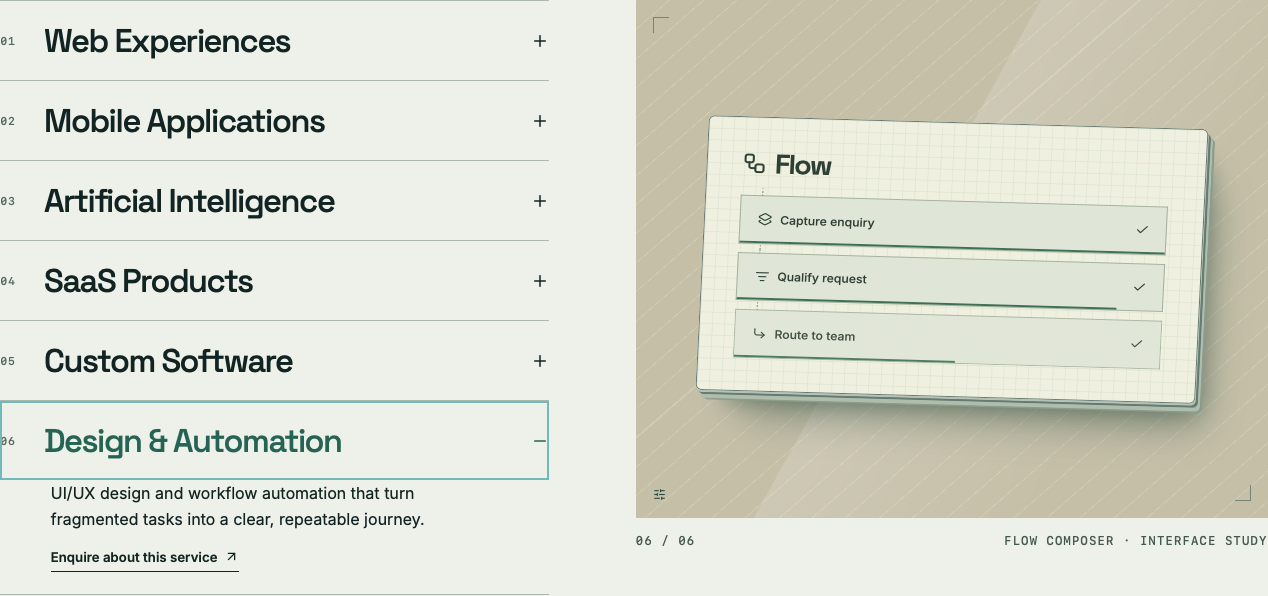 01 Web Experiences +
02 Mobile Applications +
03 Artificial Intelligence +
04 SaaS Products +
05 Custom Software +
06 Design & Automation −
UI/UX design and workflow automation that turn
fragmented tasks into a clear, repeatable journey.
Enquire about this service ↗
Flow
Capture enquiry ✓
Qualify request ✓
Route to team ✓
06 / 06
FLOW COMPOSER · INTERFACE STUDY